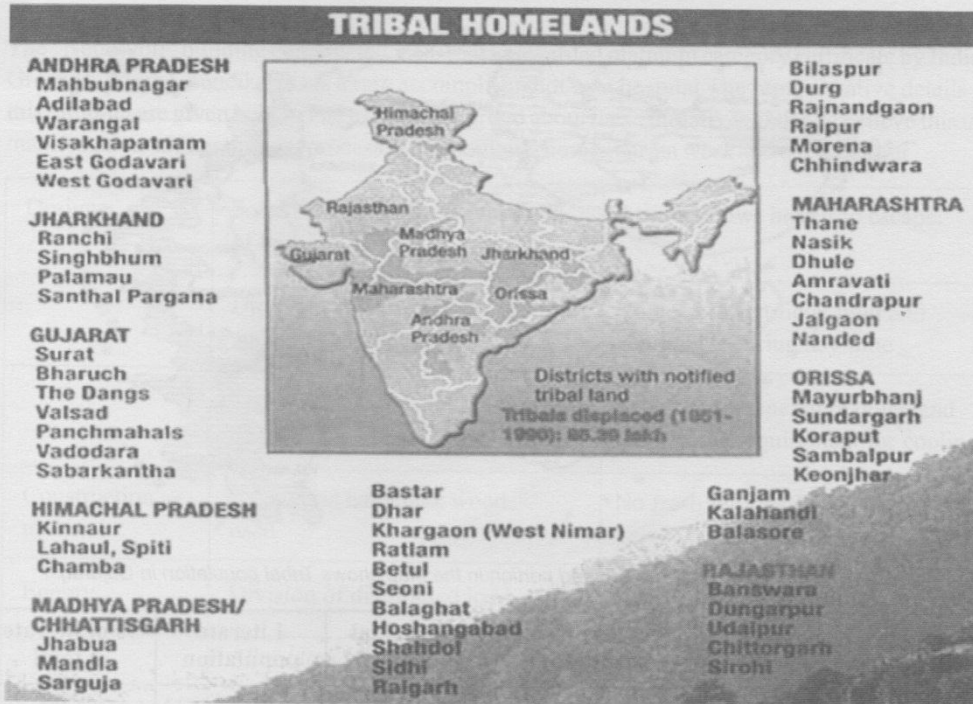 TRIBAL HOMELANDS
ANDHRA PRADESH
Mahbubnagar
Adilabad
Warangal
Visakhapatnam
East Godavari
West Godavari
JHARKHAND
Ranchi
Singhbhum
Palamau
Santhal Pargana
GUJARAT
Surat
Bharuch
The Dangs
Valsad
Panchmahals
Vadodara
Sabarkantha
HIMACHAL PRADESH
Kinnaur
Lahaul, Spiti
Chamba
MADHYA PRADESH/
CHHATTISGARH
Jhabua
Mandla
Sarguja
Himachal
Pradesh
Rajasthan
Madhya
Pradesh
Jharkhand
Gujarat
Maharashtra
Orissa
Andhra
Pradesh
Districts with notified
tribal land
Tribals displaced (1951-
1990): 85.39 lakh
Bastar
Dhar
Khargaon (West Nimar)
Ratlam
Betul
Seoni
Balaghat
Hoshangabad
Shahdol
Sidhi
Raigarh
Bilaspur
Durg
Rajnandgaon
Raipur
Morena
Chhindwara
MAHARASHTRA
Thane
Nasik
Dhule
Amravati
Chandrapur
Jalgaon
Nanded
ORISSA
Mayurbhanj
Sundargarh
Koraput
Sambalpur
Keonjhar
Ganjam
Kalahandi
Balasore
RAJASTHAN
Banswara
Dungarpur
Udaipur
Chittorgarh
Sirohi